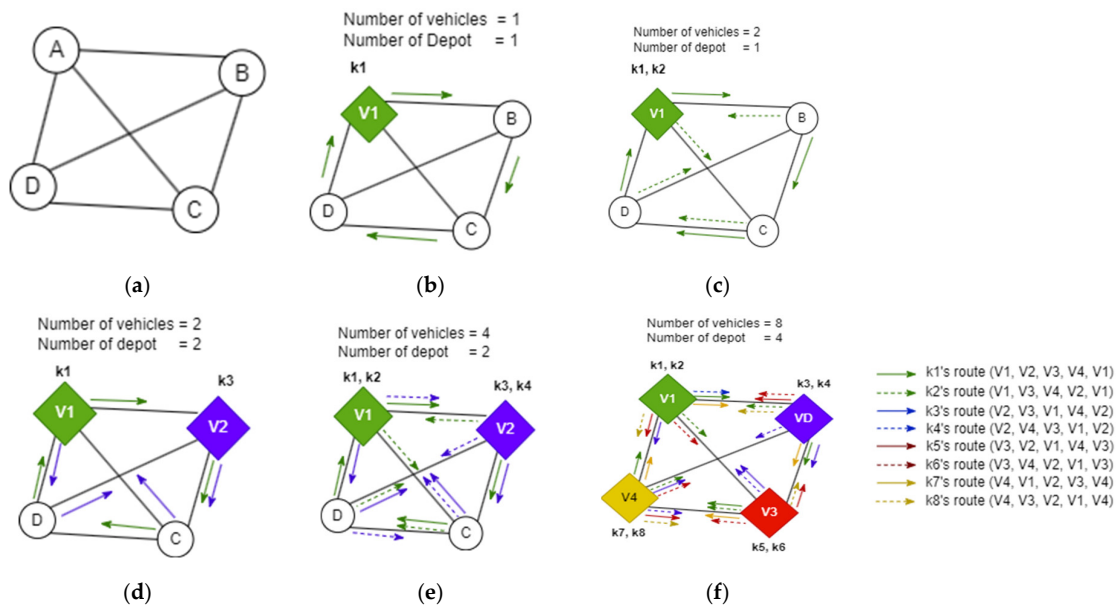 A
B
D
C
(a)
Number of vehicles = 1
Number of Depot = 1
k1
V1
B
D
C
(b)
Number of vehicles = 2
Number of depot = 1
k1, k2
V1
B
D
C
(c)
Number of vehicles = 2
Number of depot = 2
k1
k3
V1
V2
D
C
(d)
Number of vehicles = 4
Number of depot = 2
k1, k2
k3, k4
V1
V2
D
C
(e)
Number of vehicles = 8
Number of depot = 4
k1, k2
k3, k4
V1
VD
V4
V3
k7, k8
k5, k6
(f)
k1's route (V1, V2, V3, V4, V1)
k2's route (V1, V3, V4, V2, V1)
k3's route (V2, V3, V1, V4, V2)
k4's route (V2, V4, V3, V1, V2)
k5's route (V3, V2, V1, V4, V3)
k6's route (V3, V4, V2, V1, V3)
k7's route (V4, V1, V2, V3, V4)
k8's route (V4, V3, V2, V1, V4)